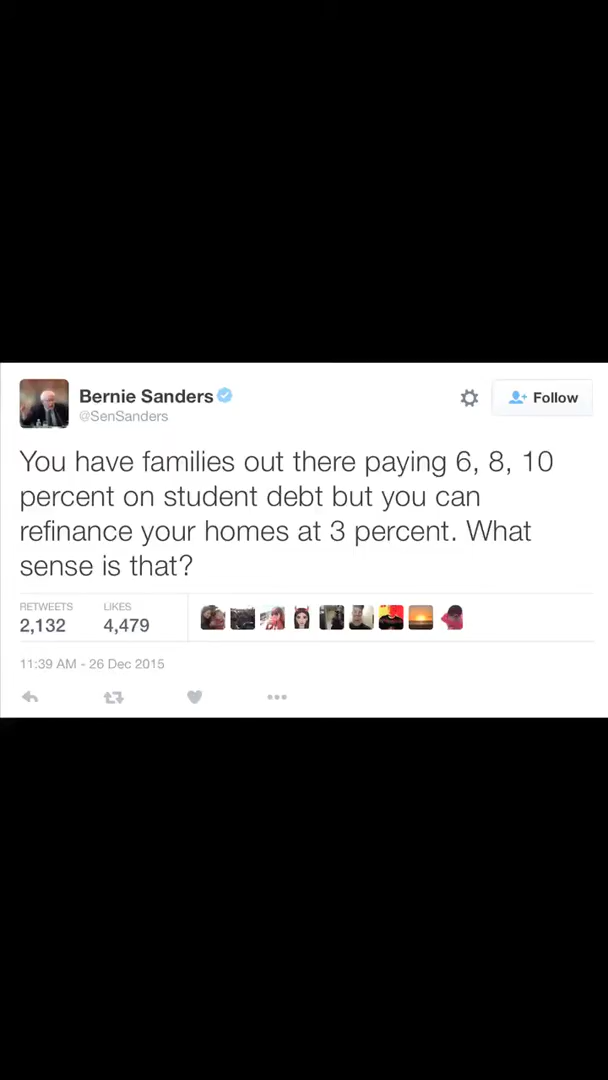 Bernie Sanders
@SenSanders
Follow
You have families out there paying 6, 8, 10
percent on student debt but you can
refinance your homes at 3 percent. What
sense is that?
RETWEETS LIKES
2,132 4,479
11:39 AM - 26 Dec 2015